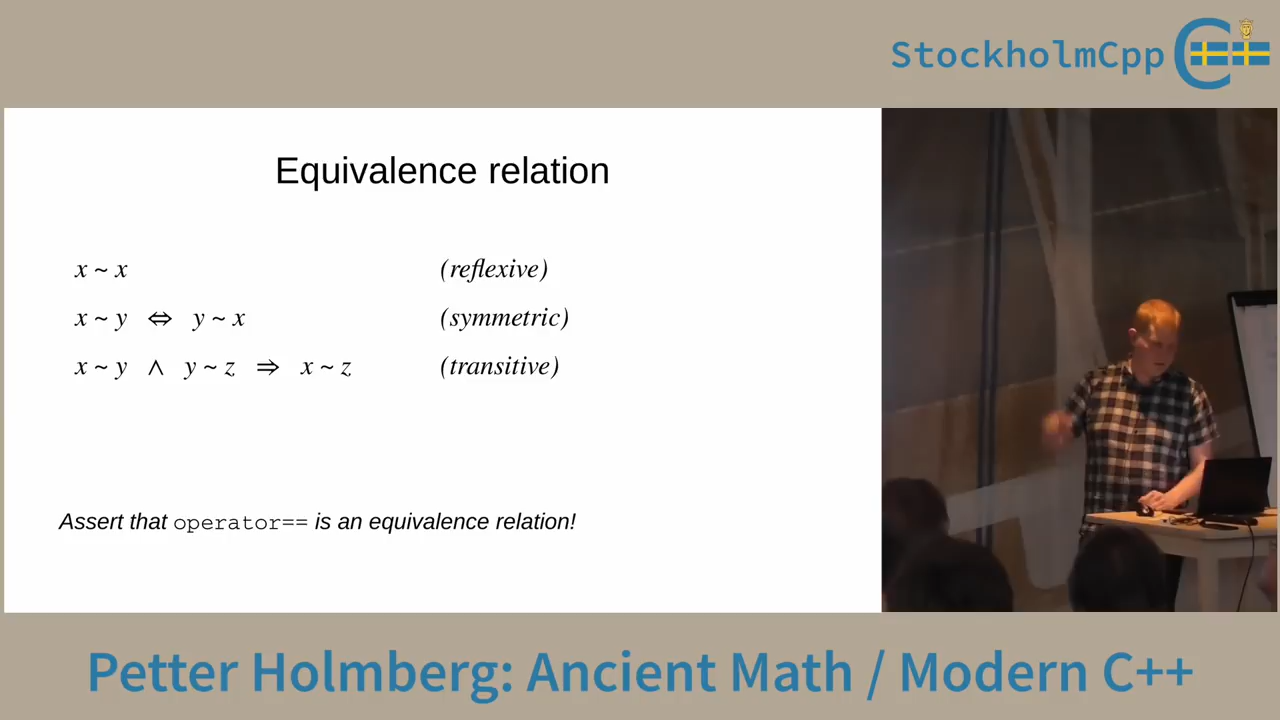 StockholmCpp
C++
Equivalence relation
x ~ x (reflexive)
x ~ y ⇔ y ~ x (symmetric)
x ~ y ∧ y ~ z ⇒ x ~ z (transitive)
Assert that operator== is an equivalence relation!
Petter Holmberg: Ancient Math / Modern C++